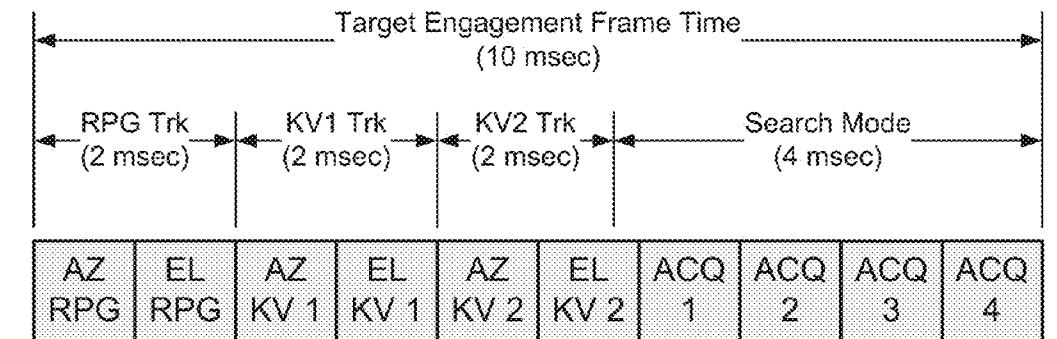 Target Engagement Frame Time
(10 msec)
RPG Trk
(2 msec)
KV1 Trk
(2 msec)
KV2 Trk
(2 msec)
Search Mode
(4 msec)
AZ RPG
EL RPG
AZ KV 1
EL KV 1
AZ KV 2
EL KV 2
ACQ 1
ACQ 2
ACQ 3
ACQ 4